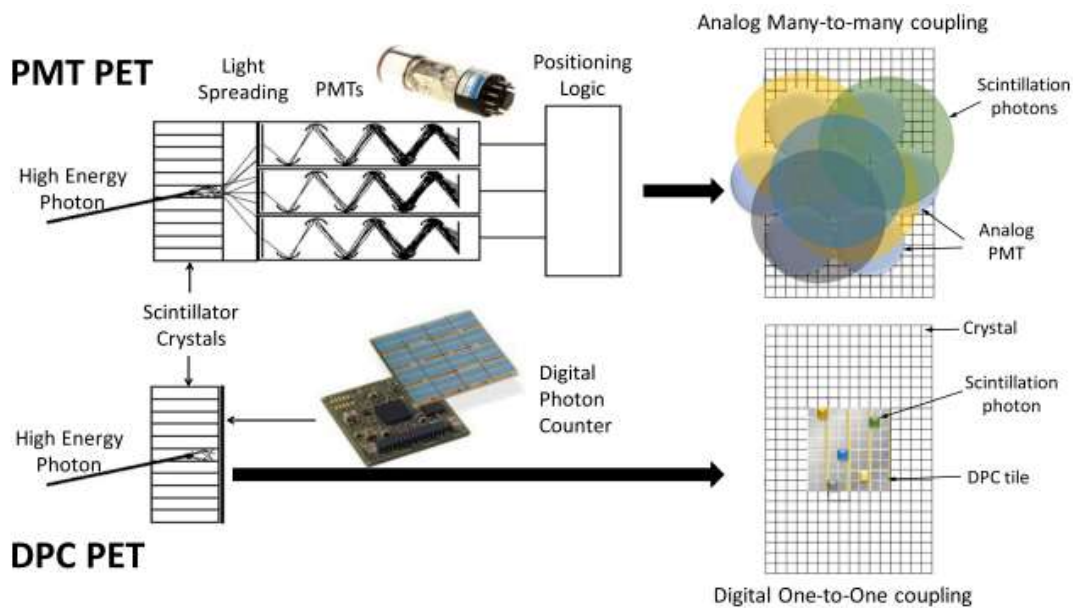 Analog Many-to-many coupling
PMT PET
Light
Spreading
PMTs
Positioning
Logic
Scintillation
photons
High Energy
Photon
Analog
PMT
Scintillator
Crystals
Crystal
Digital
Photon
Counter
Scintillation
photon
High Energy
Photon
DPC tile
DPC PET
Digital One-to-One coupling